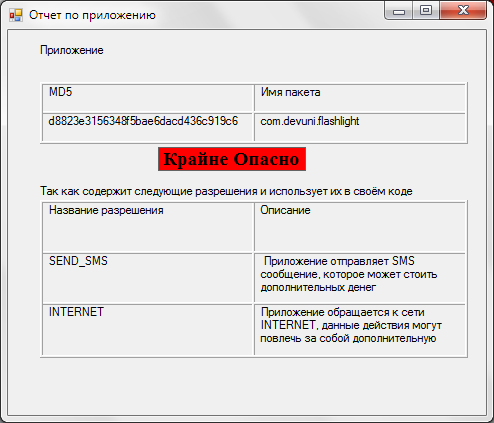 Отчет по приложению
Приложение
MD5 Имя пакета
d8823e3156348f5bae6dacd436c919c6 com.devuni.flashlight
Крайне Опасно
Так как содержит следующие разрешения и использует их в своём коде
Название разрешения Описание
SEND_SMS Приложение отправляет SMS
сообщение, которое может стоить
дополнительных денег
INTERNET Приложение обращается к сети
INTERNET, данные действия могут
повлечь за собой дополнительную